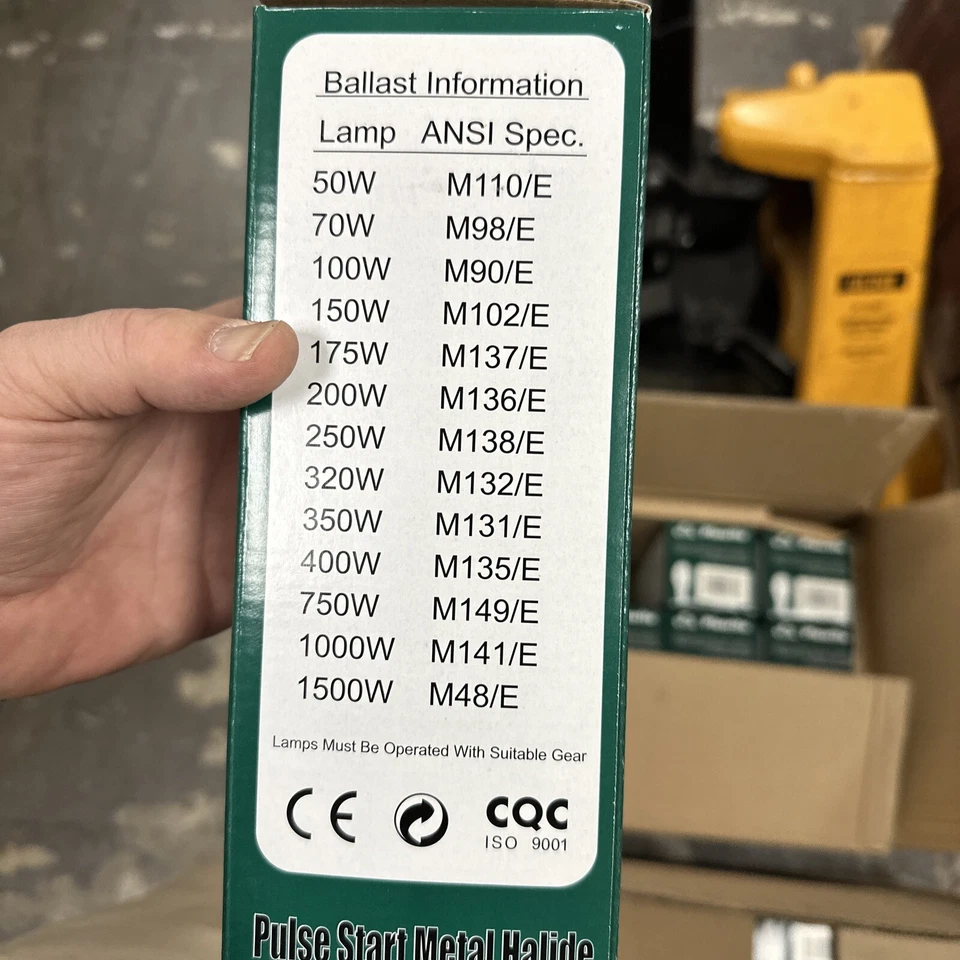 Ballast Information
Lamp ANSI Spec.
50W M110/E
70W M98/E
100W M90/E
150W M102/E
175W M137/E
200W M136/E
250W M138/E
320W M132/E
350W M131/E
400W M135/E
750W M149/E
1000W M141/E
1500W M48/E
Lamps Must Be Operated With Suitable Gear
CE
CQC
ISO 9001
Pulse Start Metal Halide